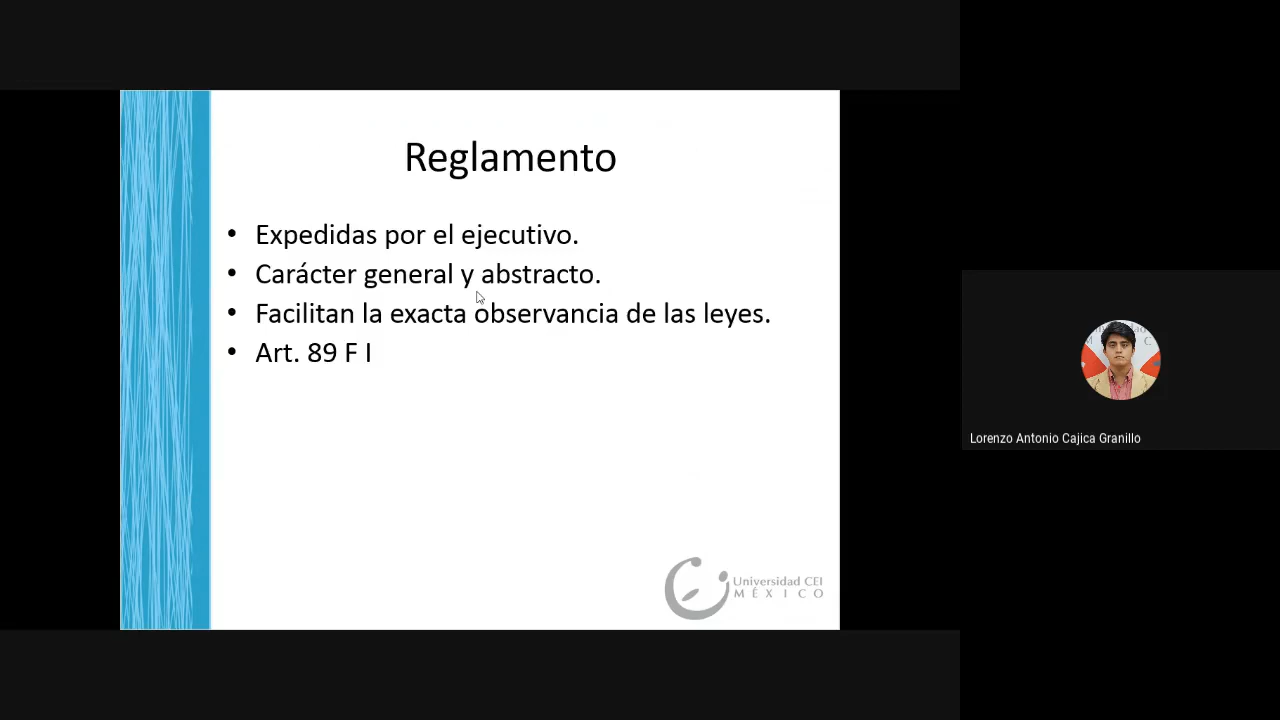 Reglamento
• Expedidas por el ejecutivo.
• Carácter general y abstracto.
• Facilitan la exacta observancia de las leyes.
• Art. 89 F I
Universidad CEI
MÉXICO
Lorenzo Antonio Cajica Granillo